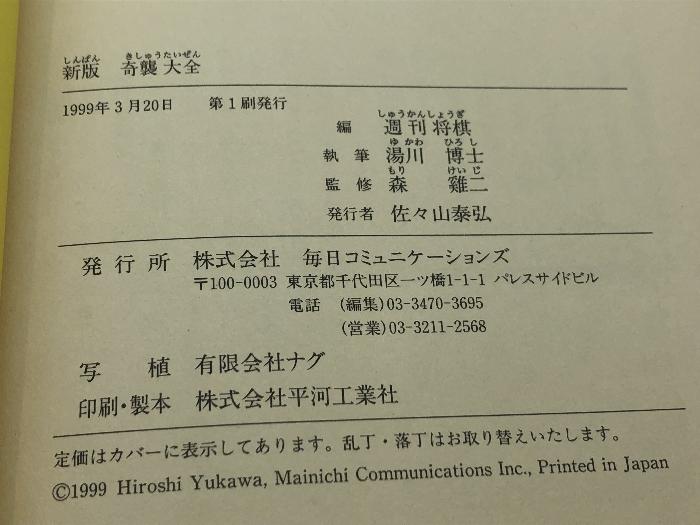 しんぱん きしゅうたいぜん
新版 奇襲大全
1999年3月20日 第1刷発行
しゅうかんしょうぎ
編 週刊将棋
ゆかわ ひろし
執筆 湯川 博士
もり けいじ
監修 森 雞二
発行者 佐々山泰弘
発行所 株式会社 毎日コミュニケーションズ
〒100-0003 東京都千代田区一ツ橋1-1-1 パレスサイドビル
電話 (編集)03-3470-3695
(営業)03-3211-2568
写植 有限会社ナグ
印刷・製本 株式会社平河工業社
定価はカバーに表示してあります。乱丁・落丁はお取り替えいたします。
©1999 Hiroshi Yukawa, Mainichi Communications Inc., Printed in Japan